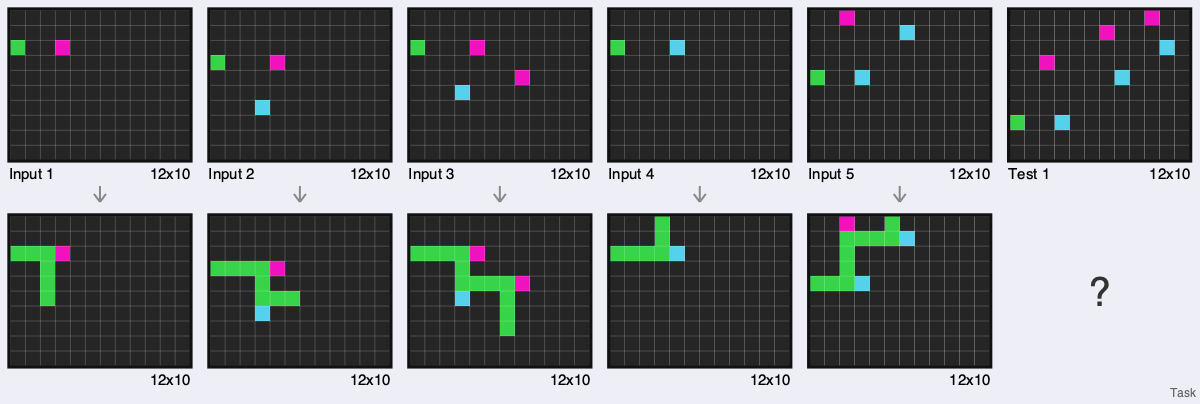 Input 1 12x10
Input 2 12x10
Input 3 12x10
Input 4 12x10
Input 5 12x10
Test 1 12x10
12x10
12x10
12x10
12x10
12x10
?
Task